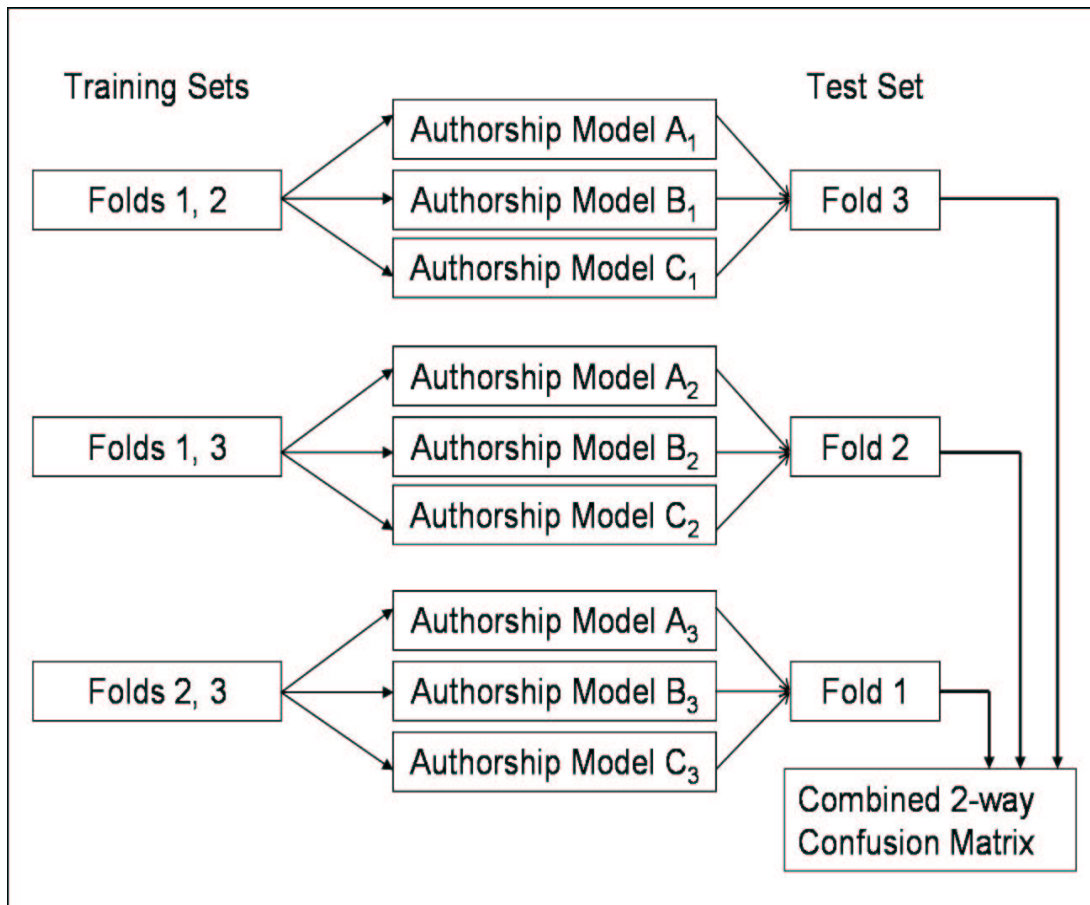 Training Sets
Test Set
Authorship Model A₁
Folds 1, 2
Authorship Model B₁
Fold 3
Authorship Model C₁
Authorship Model A₂
Folds 1, 3
Authorship Model B₂
Fold 2
Authorship Model C₂
Authorship Model A₃
Folds 2, 3
Authorship Model B₃
Fold 1
Authorship Model C₃
Combined 2-way
Confusion Matrix